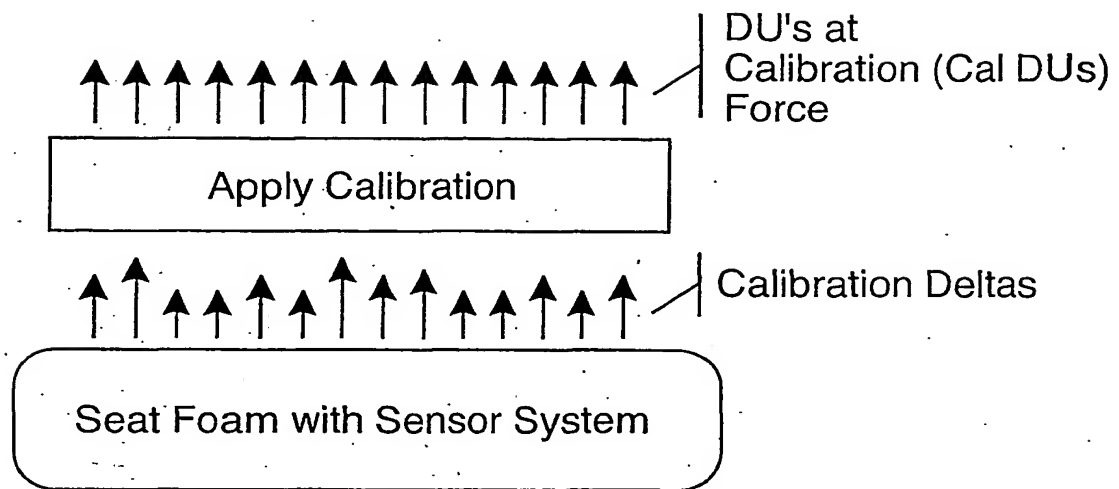 DU's at
Calibration (Cal DUs)
Force
Apply Calibration
Calibration Deltas
Seat Foam with Sensor System